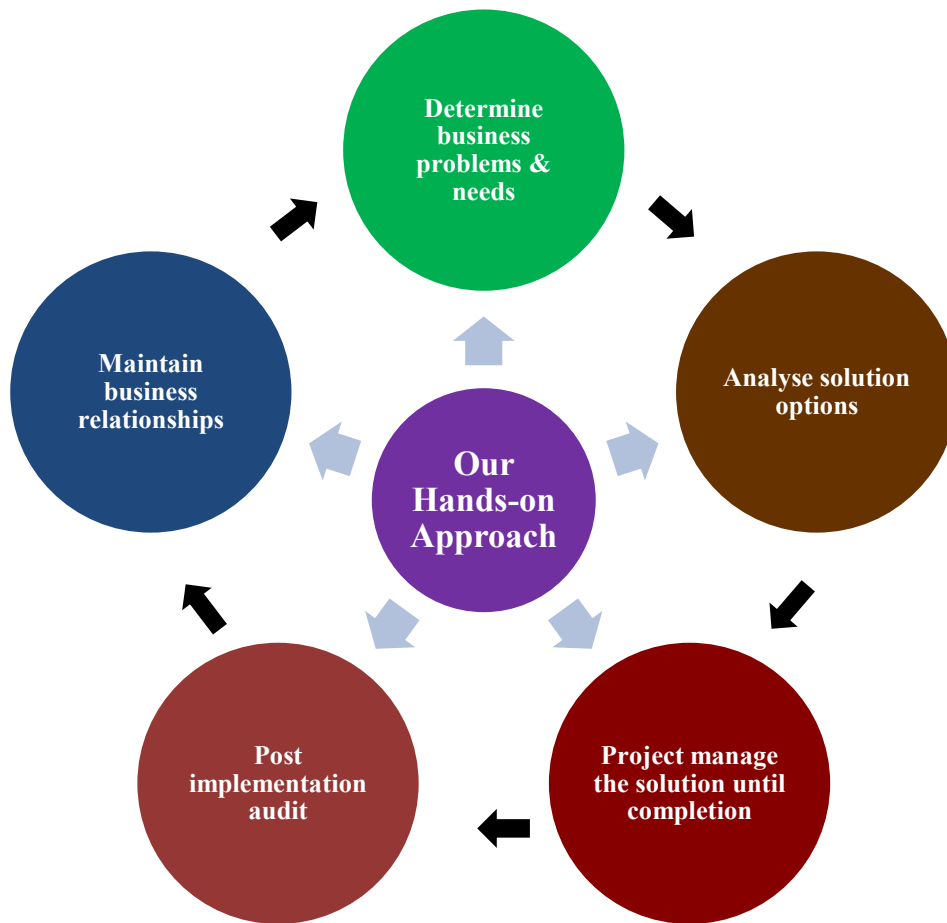 Determine
business
problems &
needs
Analyse solution
options
Project manage
the solution until
completion
Post
implementation
audit
Maintain
business
relationships
Our
Hands-on
Approach